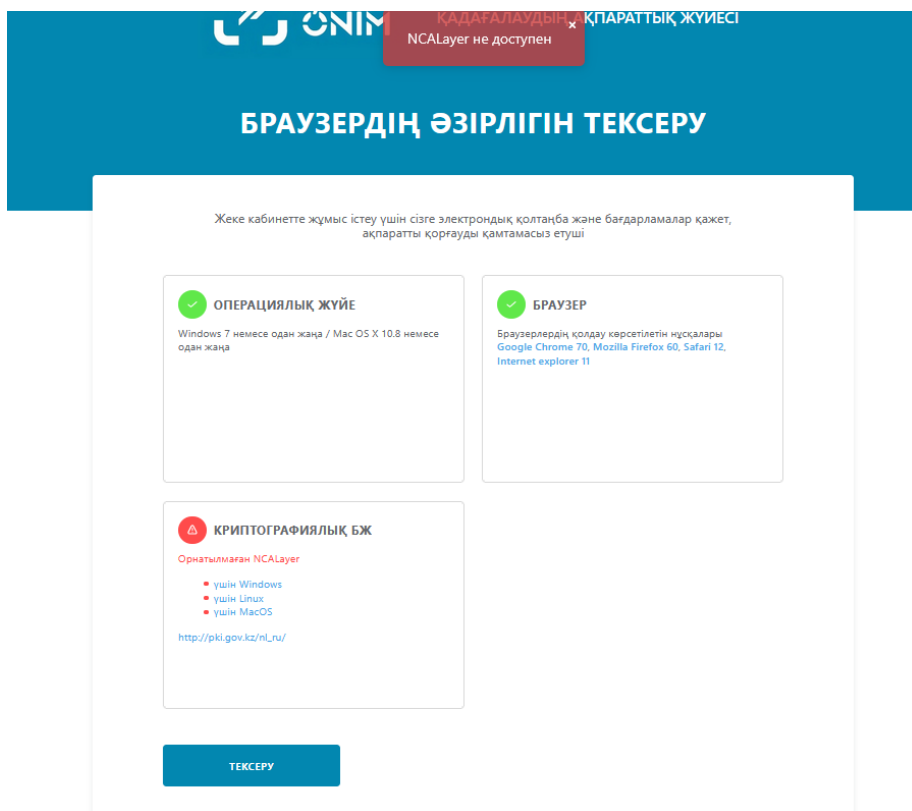 ÖNIM
ҚАДАҒАЛАУДЫҢ АҚПАРАТТЫҚ ЖҮЙЕСІ
×
NCALayer не доступен
БРАУЗЕРДІҢ ӘЗІРЛІГІН ТЕКСЕРУ
Жеке кабинетте жұмыс істеу үшін сізге электрондық қолтаңба және бағдарламалар қажет,
ақпаратты қорғауды қамтамасыз етуші
ОПЕРАЦИЯЛЫҚ ЖҮЙЕ
Windows 7 немесе одан жаңа / Mac OS X 10.8 немесе
одан жаңа
БРАУЗЕР
Браузерлердің қолдау көрсетілетін нұсқалары
Google Chrome 70, Mozilla Firefox 60, Safari 12,
Internet explorer 11
КРИПТОГРАФИЯЛЫҚ БЖ
Орнатылмаған NCALayer
үшін Windows
үшін Linux
үшін MacOS
http://pki.gov.kz/nl_ru/
ТЕКСЕРУ